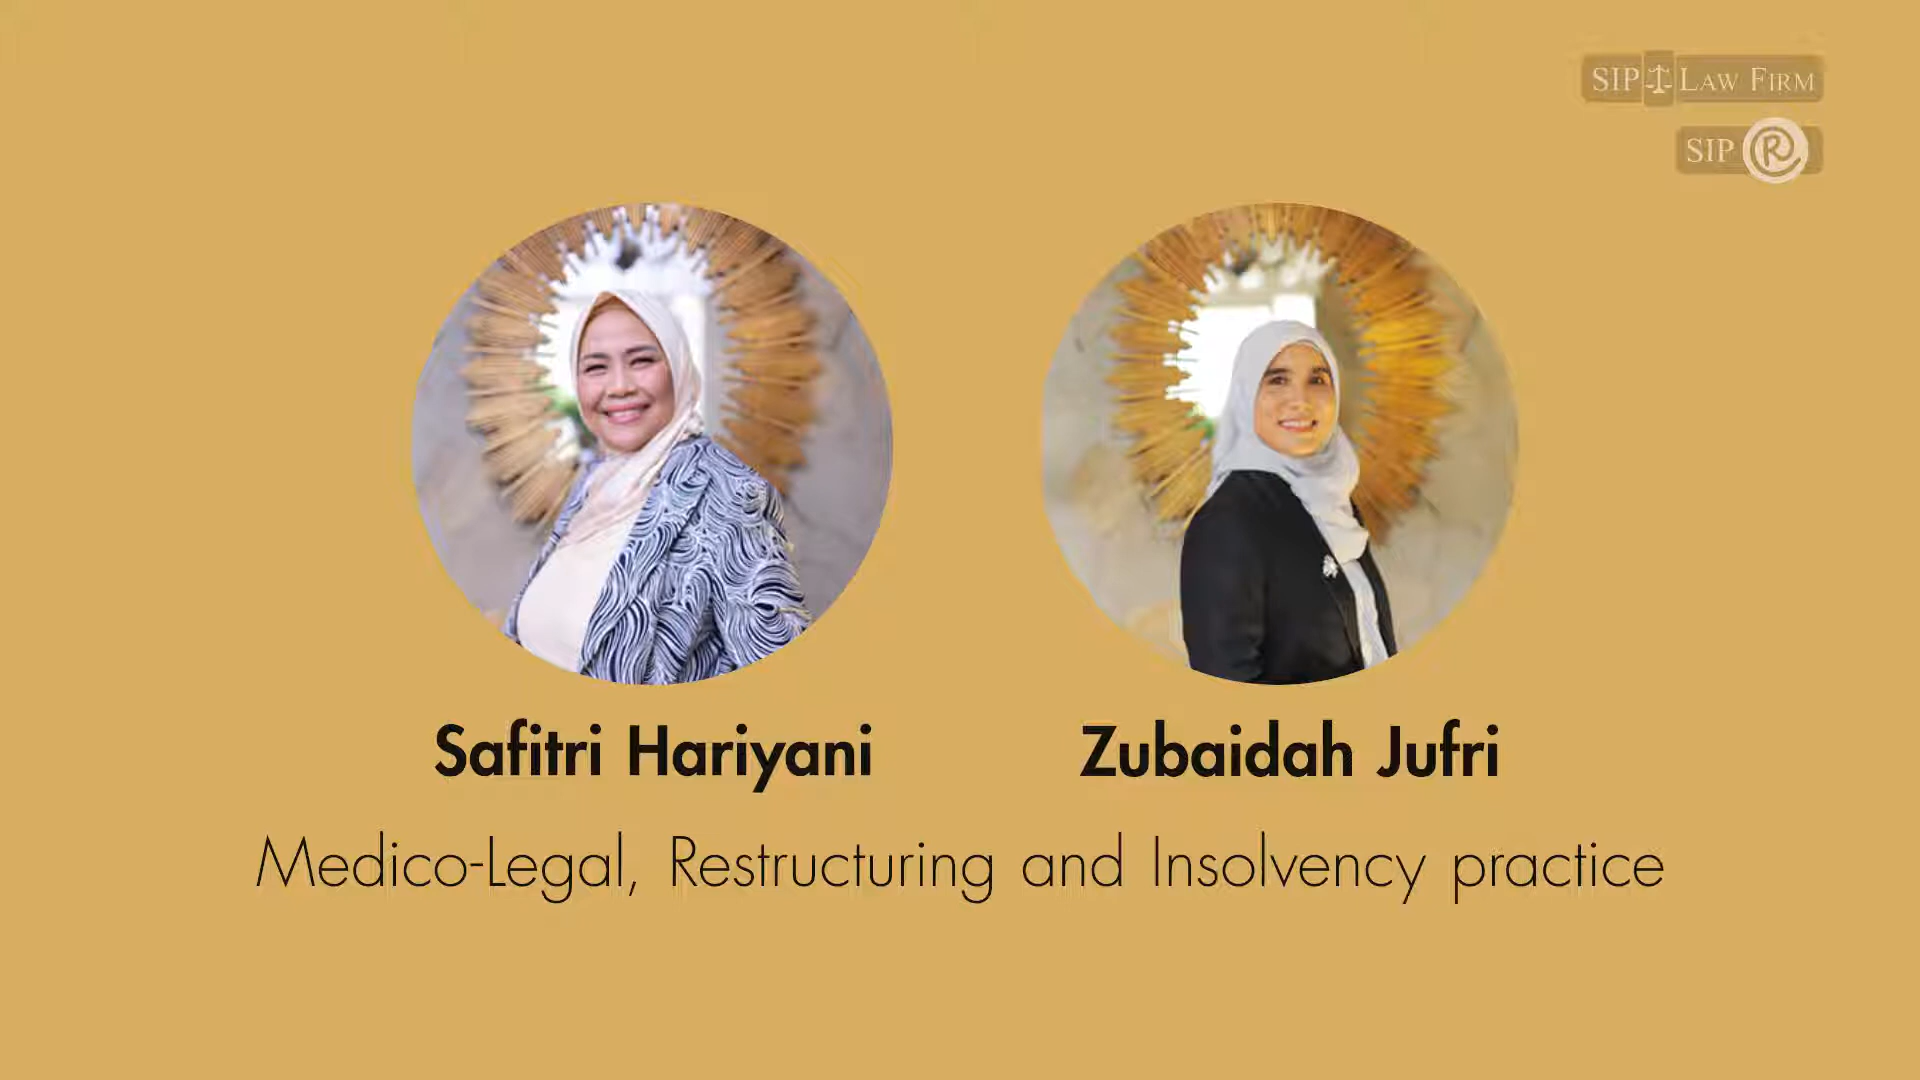 SIP LAW FIRM
SIP R
Safitri Hariyani
Zubaidah Jufri
Medico-Legal, Restructuring and Insolvency practice